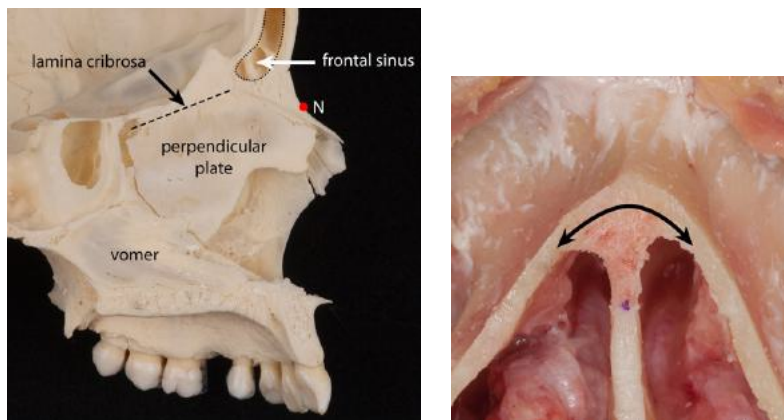 lamina cribrosa
frontal sinus
N
perpendicular
plate
vomer